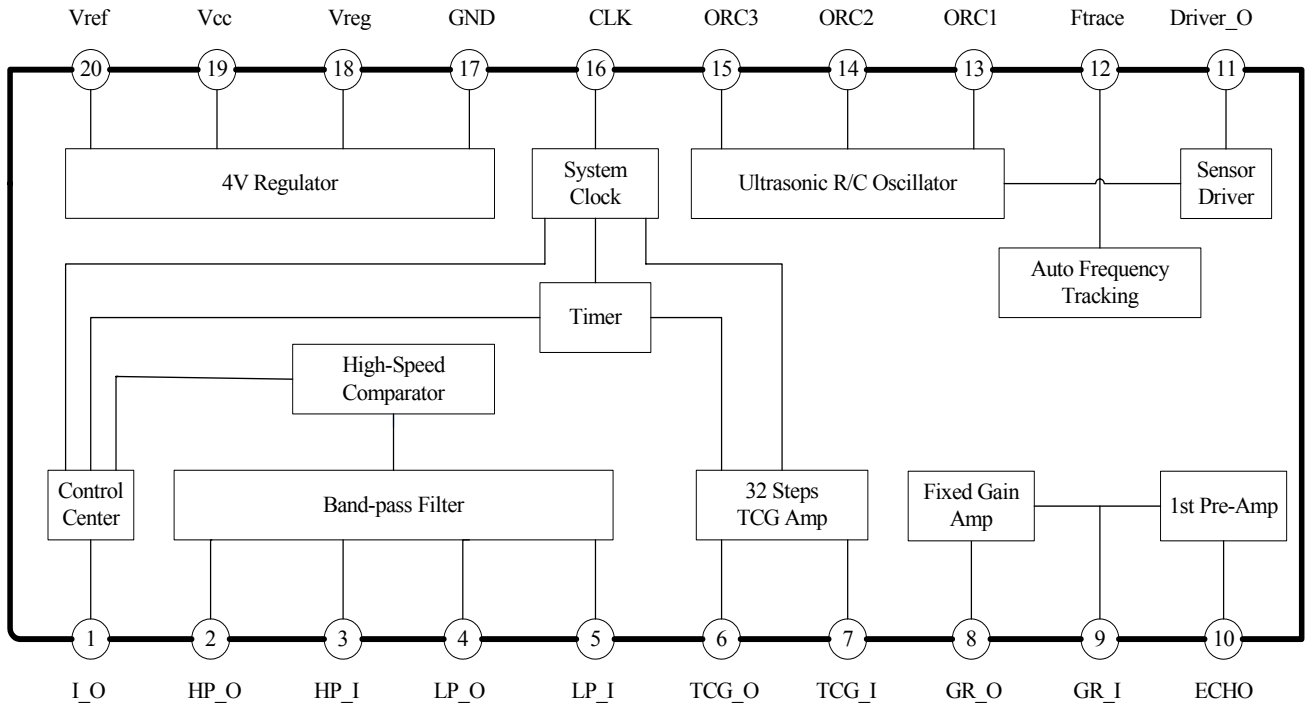 Vref Vcc Vreg GND CLK ORC3 ORC2 ORC1 Ftrace Driver_O
20 19 18 17 16 15 14 13 12 11
4V Regulator
System
Clock
Ultrasonic R/C Oscillator
Sensor
Driver
Auto Frequency
Tracking
Timer
High-Speed
Comparator
Control
Center
Band-pass Filter
32 Steps
TCG Amp
Fixed Gain
Amp
1st Pre-Amp
1 2 3 4 5 6 7 8 9 10
I_O HP_O HP_I LP_O LP_I TCG_O TCG_I GR_O GR_I ECHO